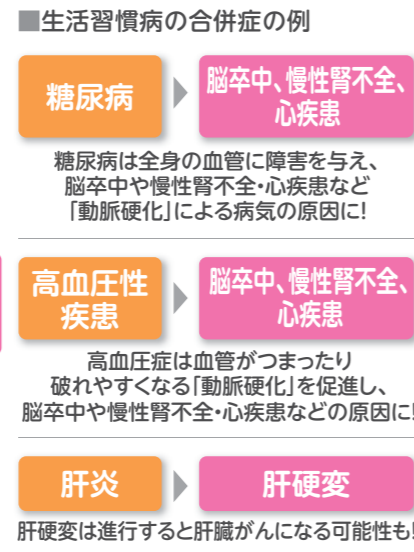 ■生活習慣病の合併症の例
糖尿病
脳卒中、慢性腎不全、
心疾患
糖尿病は全身の血管に障害を与え、
脳卒中や慢性腎不全・心疾患など
「動脈硬化」による病気の原因に!
高血圧性
疾患
脳卒中、慢性腎不全、
心疾患
高血圧症は血管がつまったり
破れやすくなる「動脈硬化」を促進し、
脳卒中や慢性腎不全・心疾患などの原因に!
肝炎
肝硬変
肝硬変は進行すると肝臓がんになる可能性も!